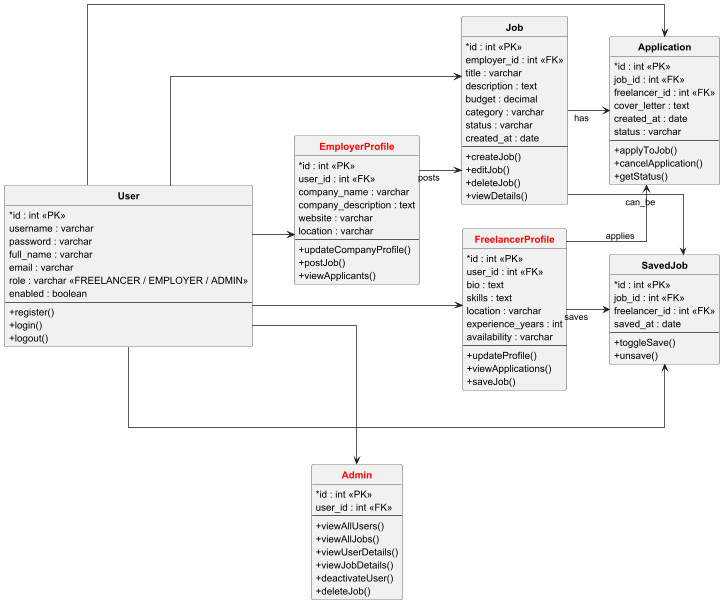 Job
*id : int «PK»
employer_id : int «FK»
title : varchar
description : text
budget : decimal
category : varchar
status : varchar
created_at : date
+createJob()
+editJob()
+deleteJob()
+viewDetails()
Application
*id : int «PK»
job_id : int «FK»
freelancer_id : int «FK»
cover_letter : text
created_at : date
status : varchar
+applyToJob()
+cancelApplication()
+getStatus()
has
EmployerProfile
*id : int «PK»
user_id : int «FK»
company_name : varchar
company_description : text
website : varchar
location : varchar
+updateCompanyProfile()
+postJob()
+viewApplicants()
posts
User
*id : int «PK»
username : varchar
password : varchar
full_name : varchar
email : varchar
role : varchar «FREELANCER / EMPLOYER / ADMIN»
enabled : boolean
+register()
+login()
+logout()
can_be
applies
FreelancerProfile
*id : int «PK»
user_id : int «FK»
bio : text
skills : text
location : varchar
experience_years : int
availability : varchar
+updateProfile()
+viewApplications()
+saveJob()
saves
SavedJob
*id : int «PK»
job_id : int «FK»
freelancer_id : int «FK»
saved_at : date
+toggleSave()
+unsave()
Admin
*id : int «PK»
user_id : int «FK»
+viewAllUsers()
+viewAllJobs()
+viewUserDetails()
+viewJobDetails()
+deactivateUser()
+deleteJob()